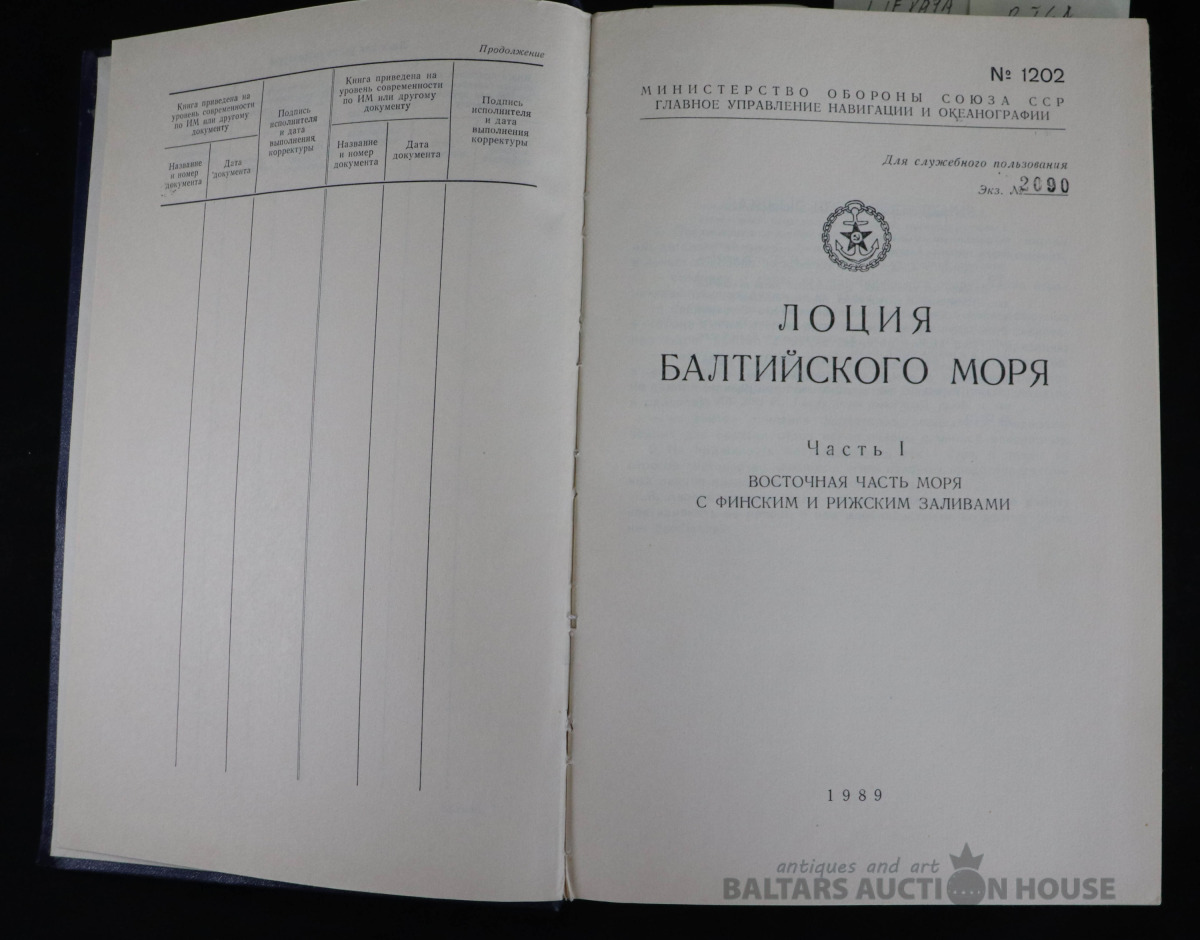 Продолжение
Книга приведена на
уровень современности
по ИМ или другому
документу
Подпись
исполнителя
и дата
выполнения
корректуры
Книга приведена на
уровень современности
по ИМ или другому
документу
Подпись
исполнителя
и дата
выполнения
корректуры
Название
и номер
документа
Дата
документа
Название
и номер
документа
Дата
документа
№ 1202
МИНИСТЕРСТВО ОБОРОНЫ СОЮЗА ССР
ГЛАВНОЕ УПРАВЛЕНИЕ НАВИГАЦИИ И ОКЕАНОГРАФИИ
Для служебного пользования
Экз. № 2090
ЛОЦИЯ
БАЛТИЙСКОГО МОРЯ
Часть I
ВОСТОЧНАЯ ЧАСТЬ МОРЯ
С ФИНСКИМ И РИЖСКИМ ЗАЛИВАМИ
1989
antiques and art
BALTARS AUCTION HOUSE